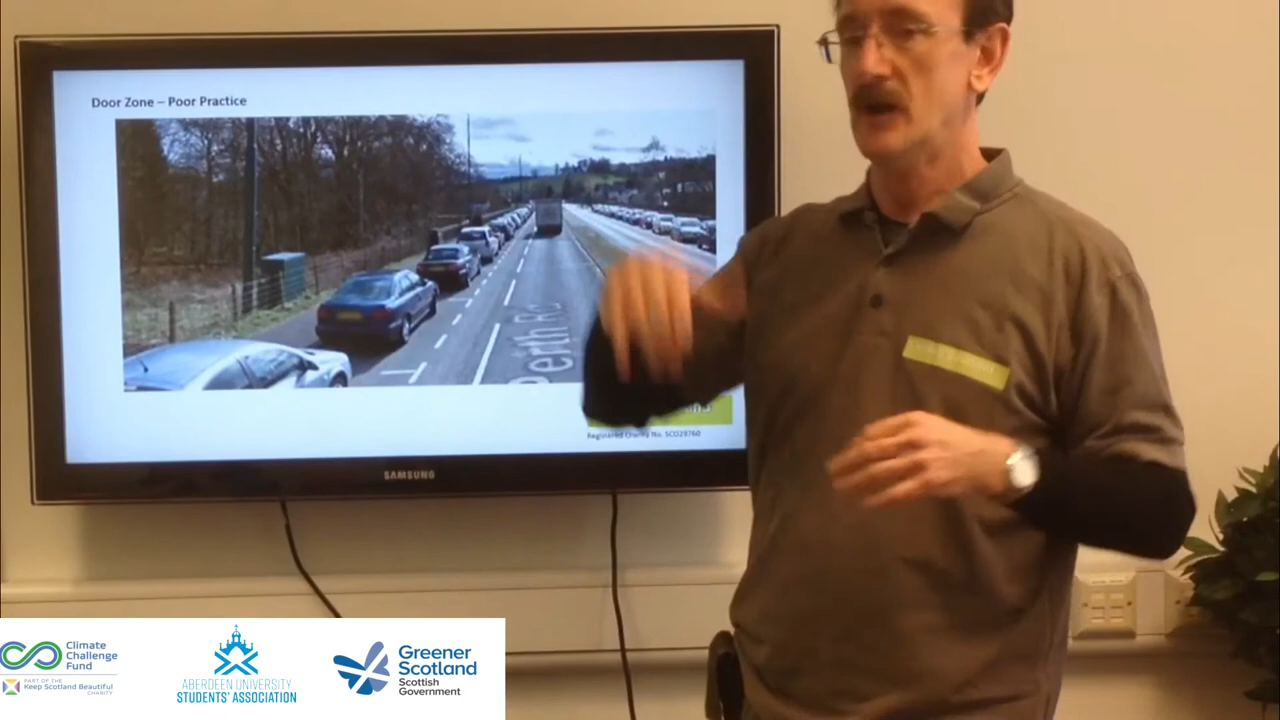 Door Zone – Poor Practice
Perth Rd
Registered Charity No. SC029760
SAMSUNG
Climate
Challenge
Fund
PART OF THE
Keep Scotland Beautiful
CHARITY
ABERDEEN UNIVERSITY
STUDENTS' ASSOCIATION
Greener
Scotland
Scottish
Government